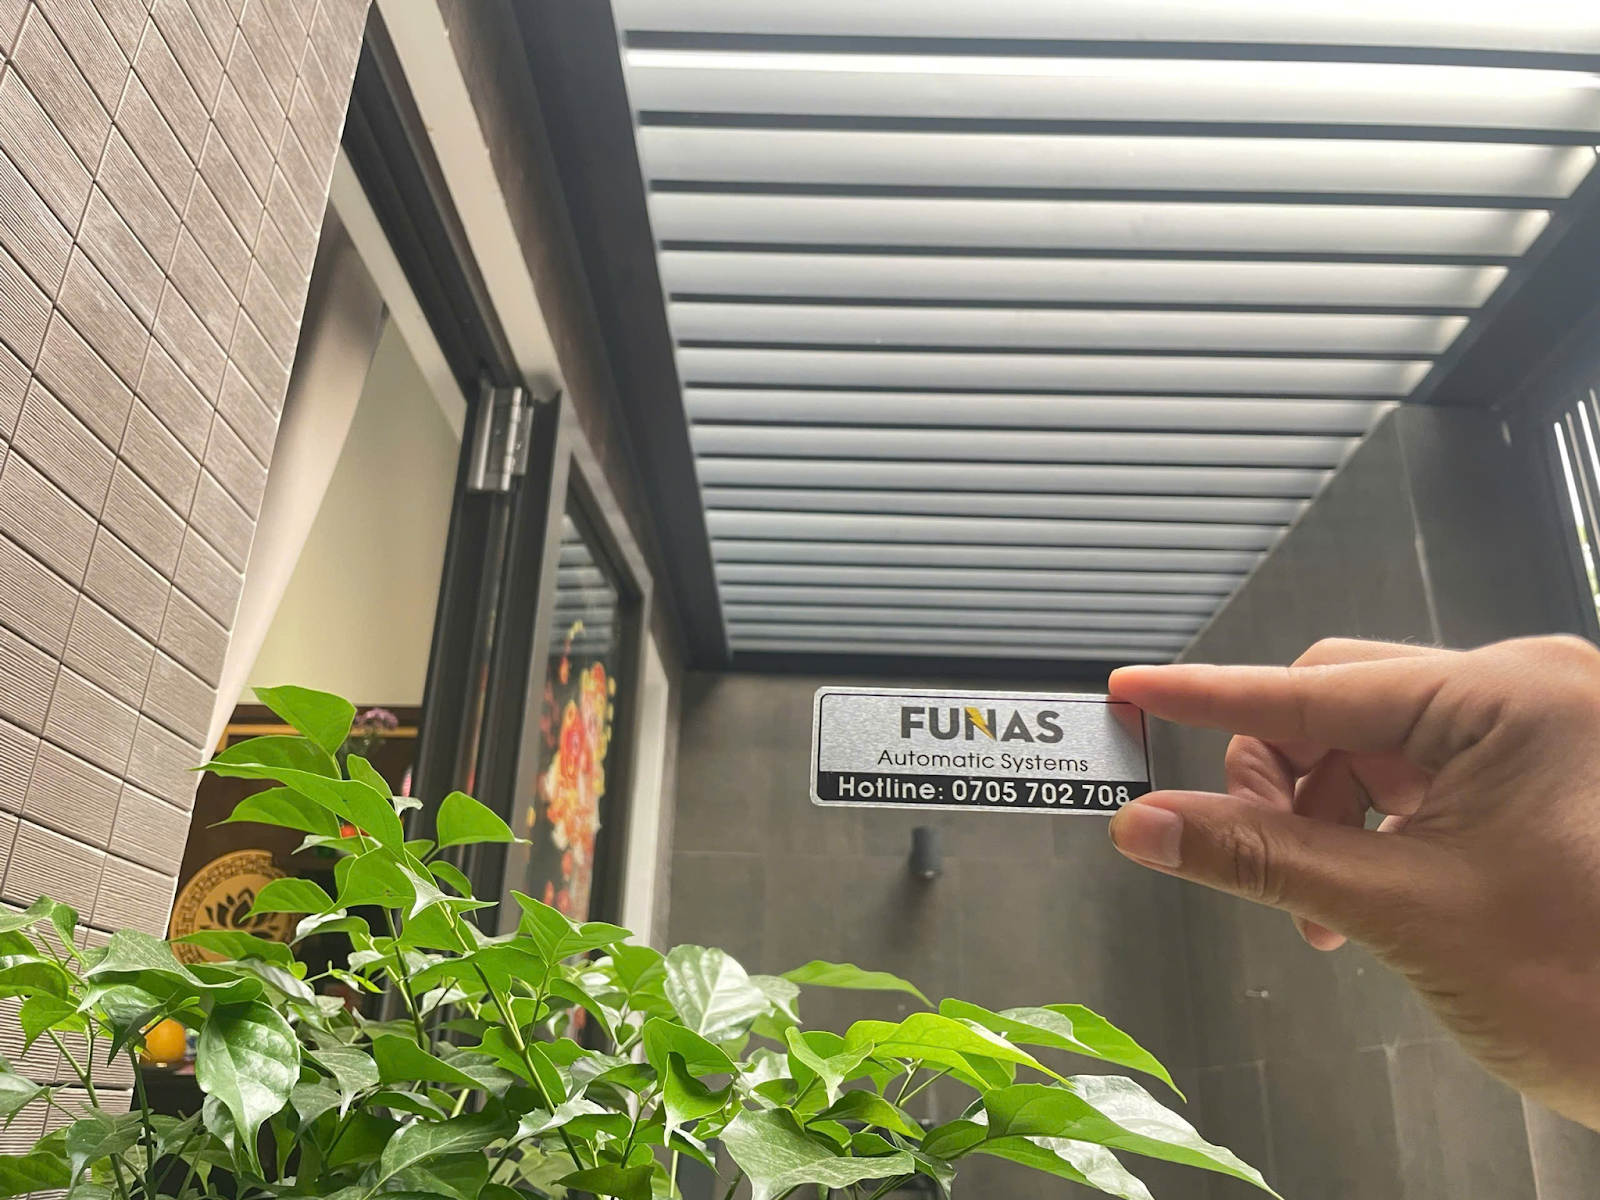 FUNAS
Automatic Systems
Hotline: 0705 702 708